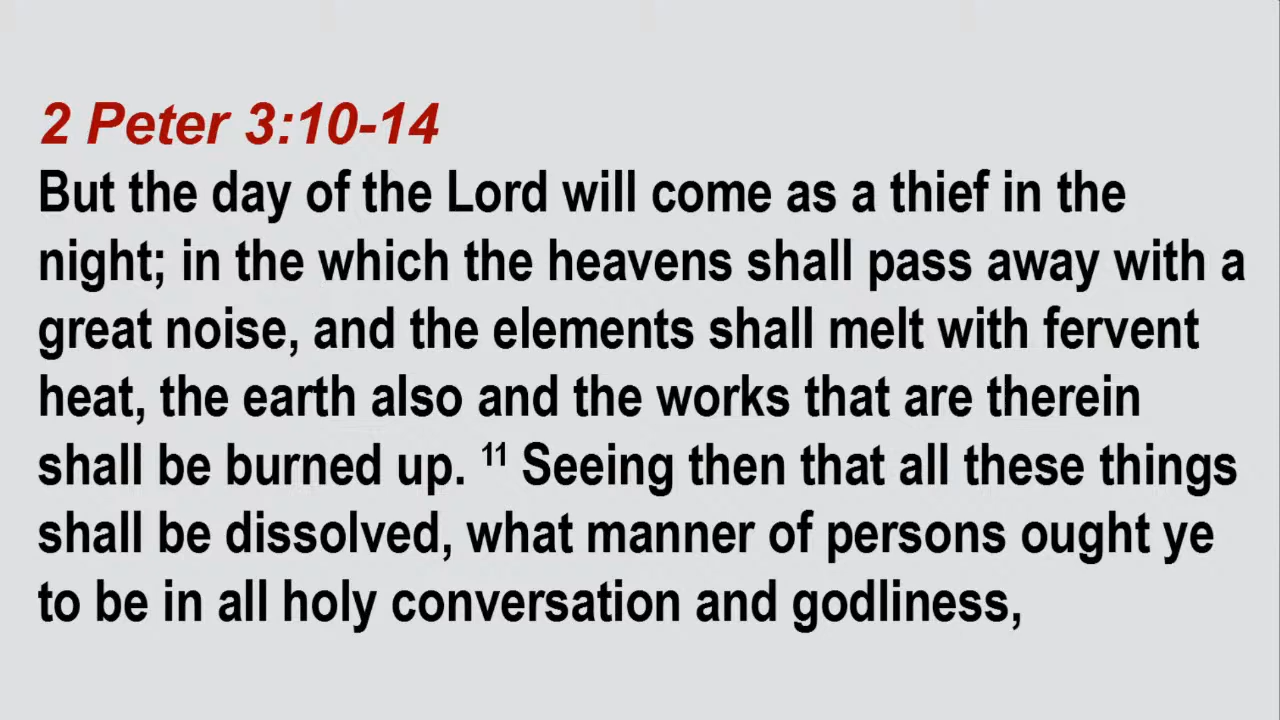 2 Peter 3:10-14
But the day of the Lord will come as a thief in the
night; in the which the heavens shall pass away with a
great noise, and the elements shall melt with fervent
heat, the earth also and the works that are therein
shall be burned up. ¹¹ Seeing then that all these things
shall be dissolved, what manner of persons ought ye
to be in all holy conversation and godliness,